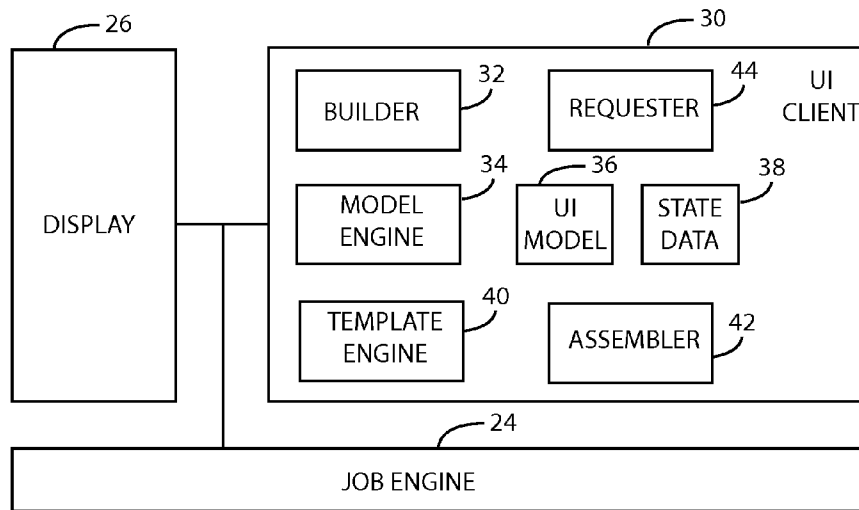 26
30
32
44
UI
CLIENT
BUILDER
REQUESTER
34
36
38
DISPLAY
MODEL
ENGINE
UI
MODEL
STATE
DATA
40
TEMPLATE
ENGINE
ASSEMBLER
42
24
JOB ENGINE